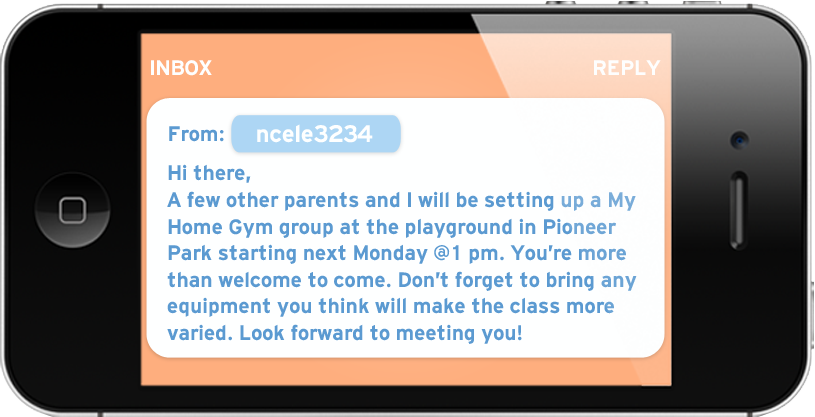 INBOX REPLY
From: ncele3234
Hi there,
A few other parents and I will be setting up a My
Home Gym group at the playground in Pioneer
Park starting next Monday @1 pm. You’re more
than welcome to come. Don’t forget to bring any
equipment you think will make the class more
varied. Look forward to meeting you!